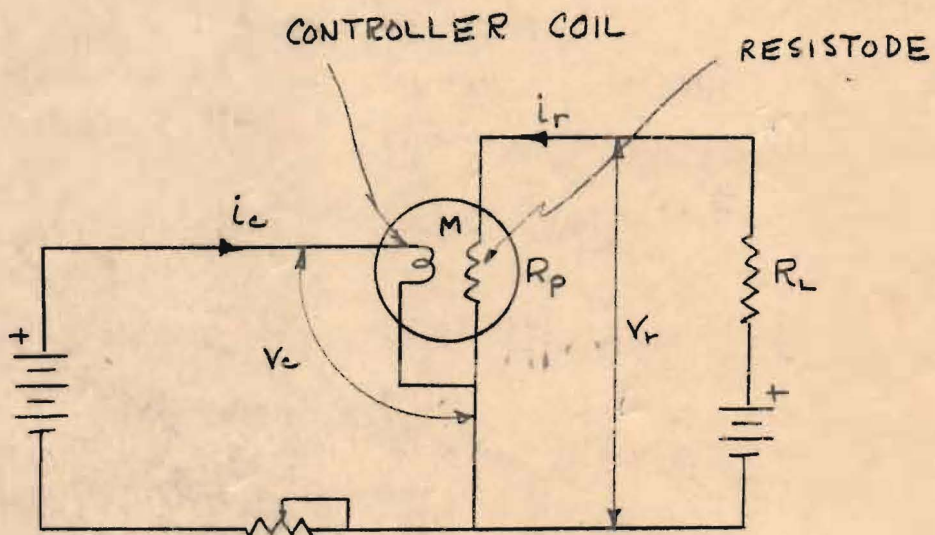 CONTROLLER COIL
RESISTODE
ir
ic
M
Rp
RL
Vc
Vr
+
+